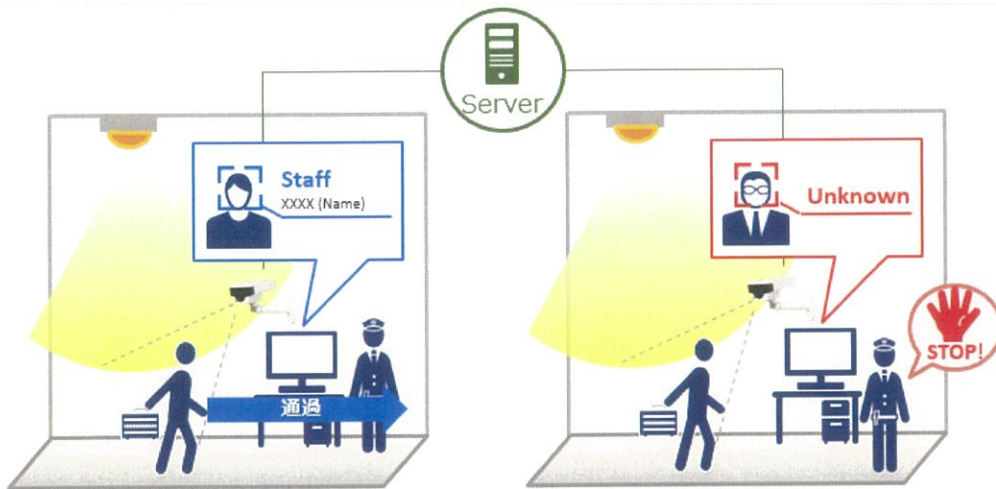 Server
Staff
XXXX (Name)
通過
Unknown
STOP!